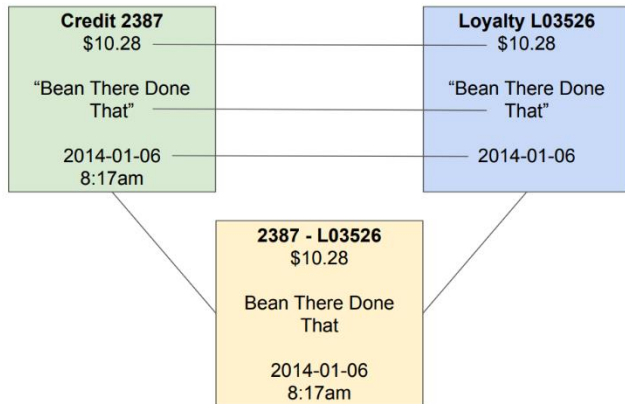 Credit 2387
$10.28
“Bean There Done
That”
2014-01-06
8:17am
Loyalty L03526
$10.28
“Bean There Done
That”
2014-01-06
2387 - L03526
$10.28
Bean There Done
That
2014-01-06
8:17am